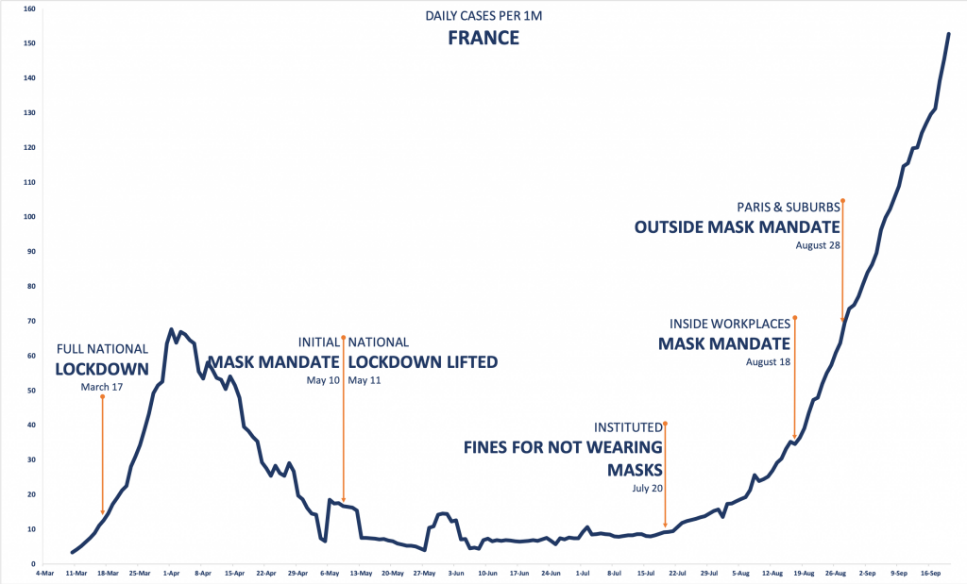 DAILY CASES PER 1M
FRANCE
160
150
140
130
120
110
100
90
80
70
60
50
40
30
20
10
0
FULL NATIONAL
LOCKDOWN
March 17
INITIAL
MASK MANDATE
May 10
NATIONAL
LOCKDOWN LIFTED
May 11
INSTITUTED
FINES FOR NOT WEARING
MASKS
July 20
INSIDE WORKPLACES
MASK MANDATE
August 18
PARIS & SUBURBS
OUTSIDE MASK MANDATE
August 28
4-Mar 11-Mar 18-Mar 25-Mar 1-Apr 8-Apr 15-Apr 22-Apr 29-Apr 6-May 13-May 20-May 27-May 3-Jun 10-Jun 17-Jun 24-Jun 1-Jul 8-Jul 15-Jul 22-Jul 29-Jul 5-Aug 12-Aug 19-Aug 26-Aug 2-Sep 9-Sep 16-Sep